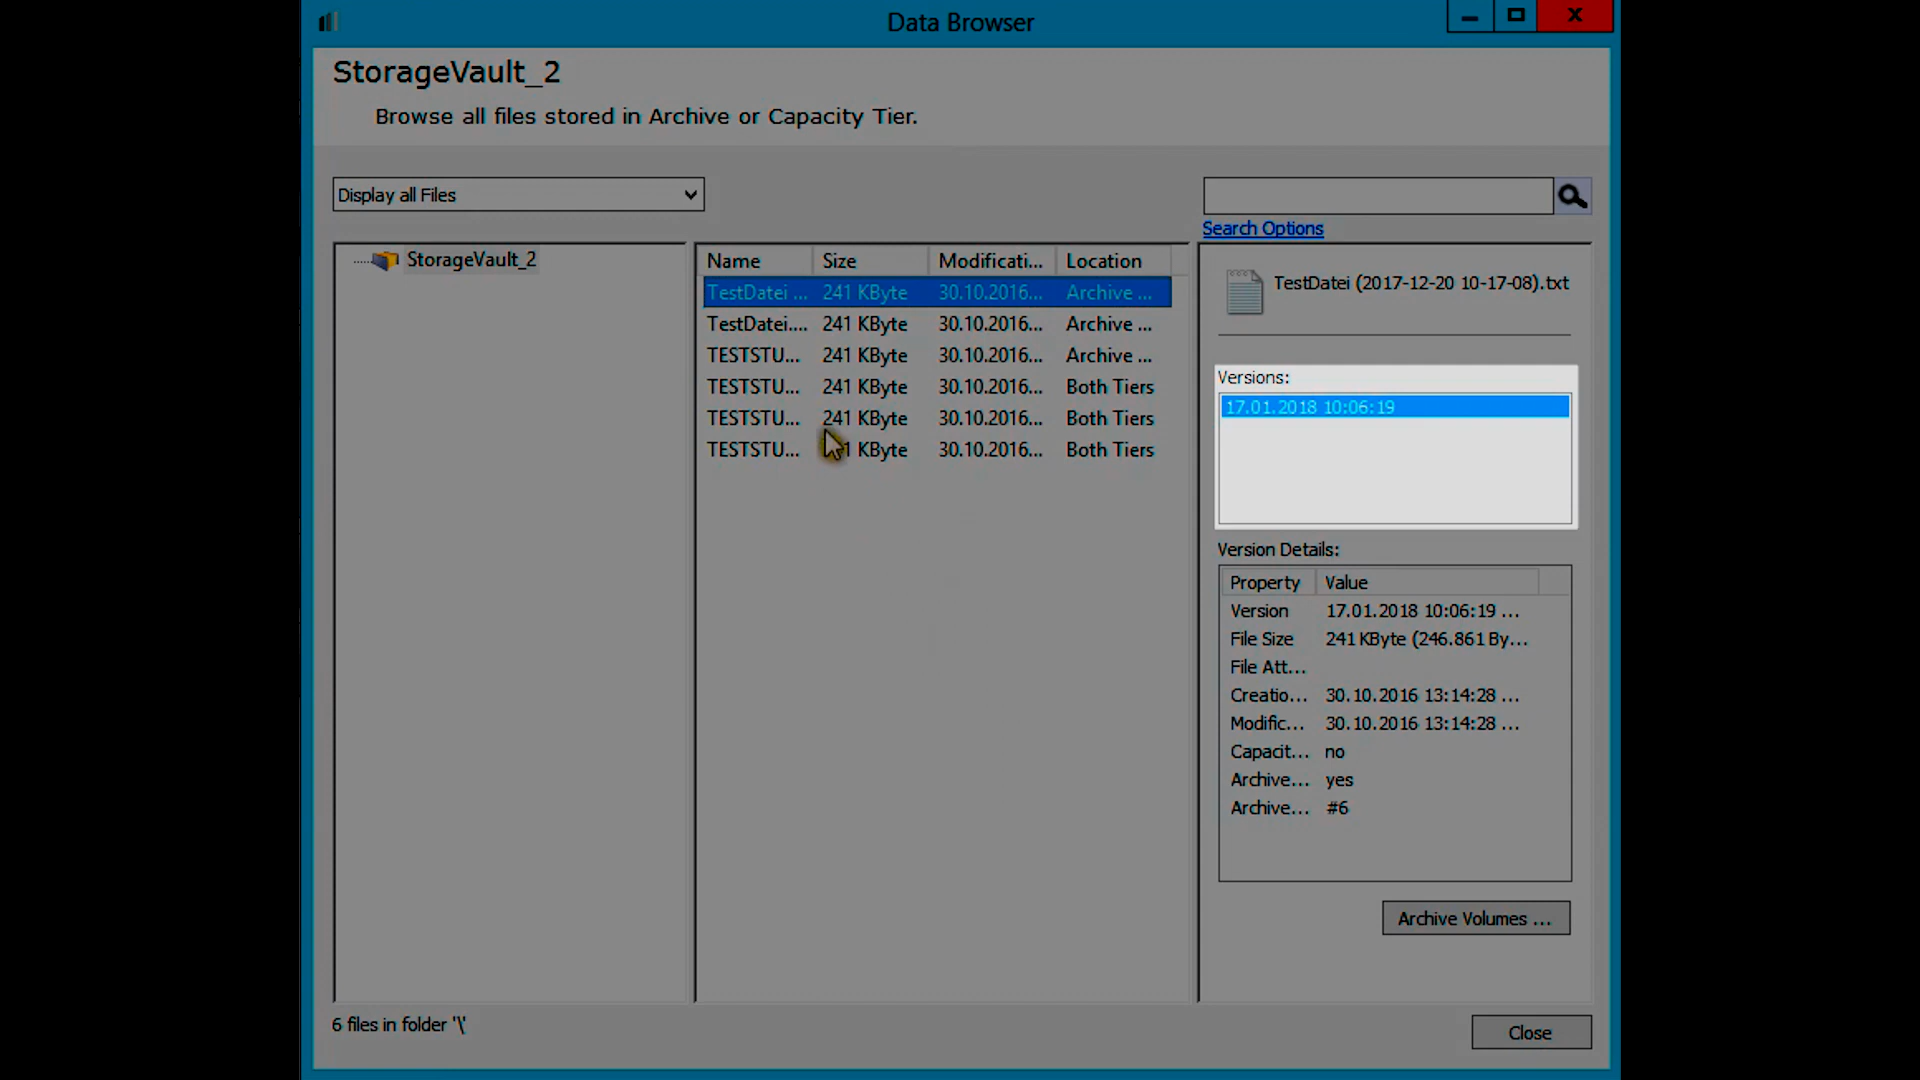 Data Browser
StorageVault_2
Browse all files stored in Archive or Capacity Tier.
Display all Files
Search Options
StorageVault_2
Name Size Modificati... Location
TestDatei ... 241 KByte 30.10.2016... Archive ...
TestDatei.... 241 KByte 30.10.2016... Archive ...
TESTSTU... 241 KByte 30.10.2016... Archive ...
TESTSTU... 241 KByte 30.10.2016... Both Tiers
TESTSTU... 241 KByte 30.10.2016... Both Tiers
TESTSTU... KByte 30.10.2016... Both Tiers
TestDatei (2017-12-20 10-17-08).txt
Versions:
17.01.2018 10:06:19
Version Details:
Property Value
Version 17.01.2018 10:06:19 ...
File Size 241 KByte (246.861 By...
File Att...
Creatio... 30.10.2016 13:14:28 ...
Modific... 30.10.2016 13:14:28 ...
Capacit... no
Archive... yes
Archive... #6
Archive Volumes ...
6 files in folder '\'
Close